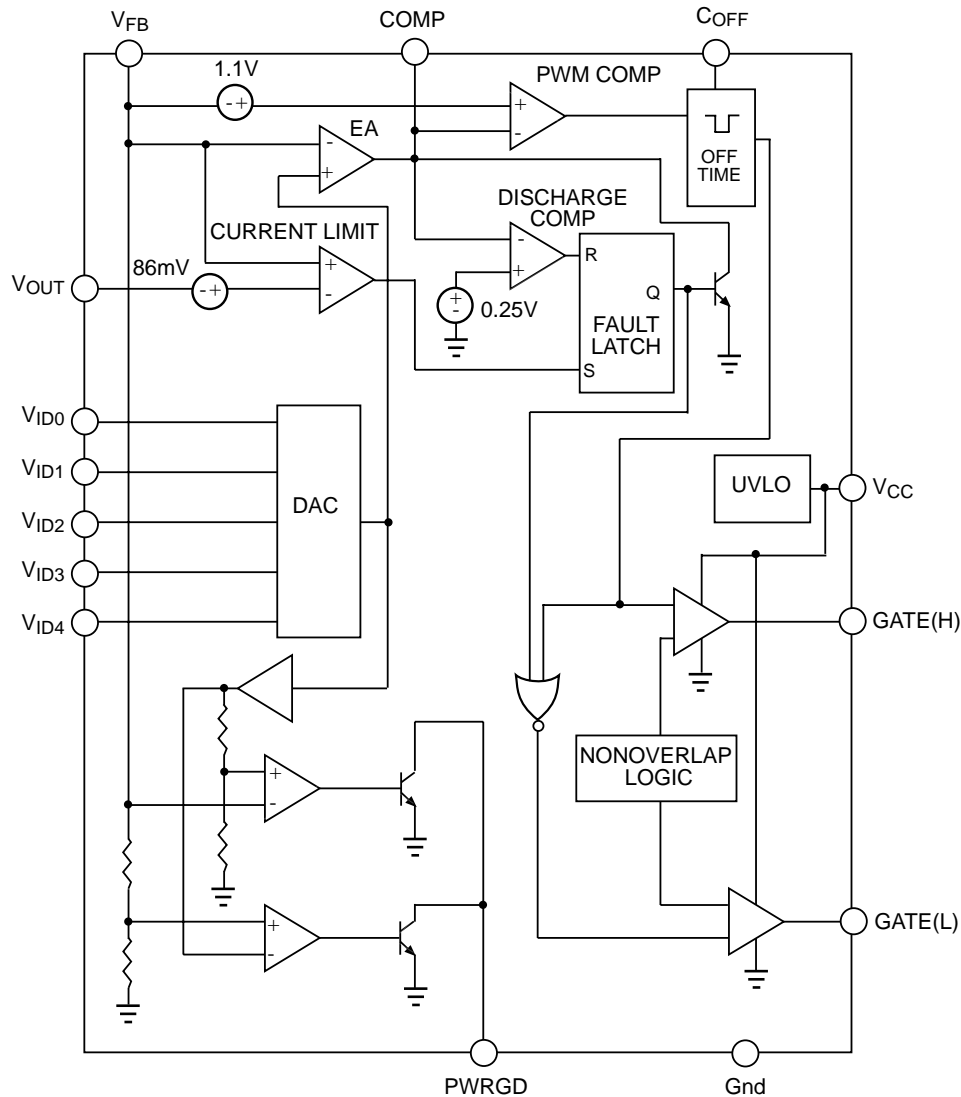 VFB
COMP
COFF
1.1V
- +
PWM COMP
+
-
EA
-
+
OFF
TIME
DISCHARGE
COMP
CURRENT LIMIT
-
+
R
86mV
VOUT
- +
+
-
+
-
0.25V
Q
FAULT
LATCH
S
VID0
VID1
VID2
VID3
VID4
DAC
UVLO
VCC
GATE(H)
NONOVERLAP
LOGIC
+
-
+
-
GATE(L)
PWRGD
Gnd